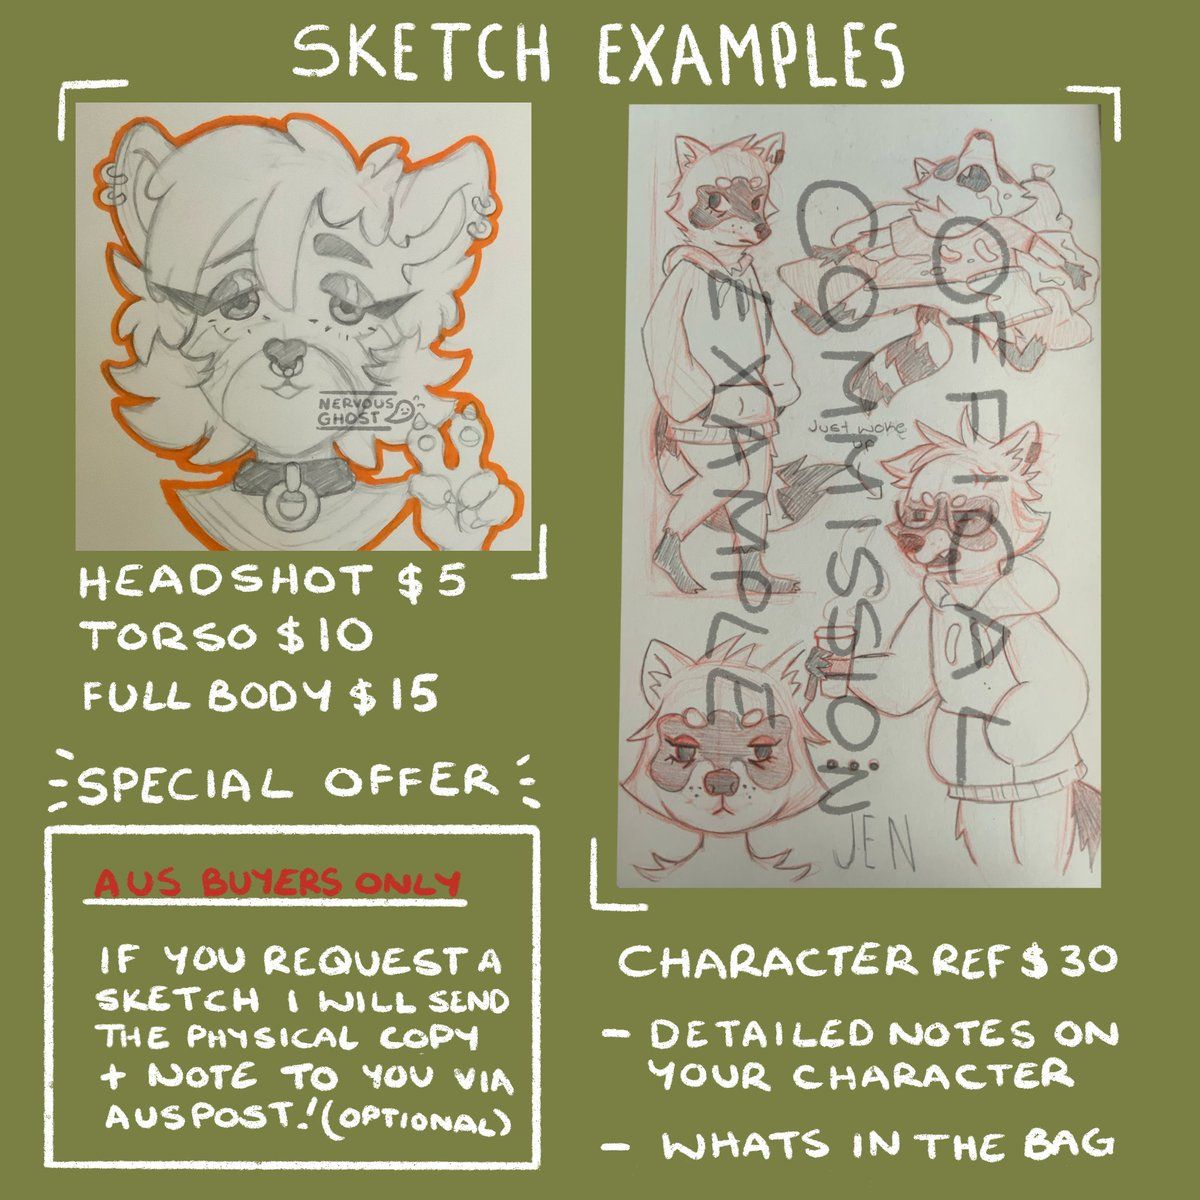 SKETCH EXAMPLES
NERVOUS
GHOST
HEADSHOT $5
TORSO $10
FULL BODY $15
SPECIAL OFFER
AUS BUYERS ONLY
IF YOU REQUEST A
SKETCH I WILL SEND
THE PHYSICAL COPY
+ NOTE TO YOU VIA
AUSPOST!(OPTIONAL)
OFFICAL
COMMISSION
EXAMPLE
Just woke
up
...
JEN
CHARACTER REF $30
- DETAILED NOTES ON
YOUR CHARACTER
- WHATS IN THE BAG